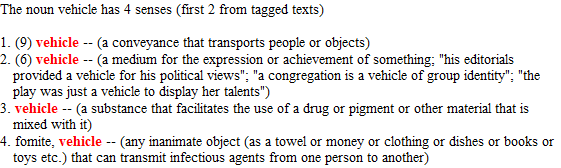 The noun vehicle has 4 senses (first 2 from tagged texts)
1. (9) vehicle -- (a conveyance that transports people or objects)
2. (6) vehicle -- (a medium for the expression or achievement of something; "his editorials
provided a vehicle for his political views"; "a congregation is a vehicle of group identity"; "the
play was just a vehicle to display her talents")
3. vehicle -- (a substance that facilitates the use of a drug or pigment or other material that is
mixed with it)
4. fomite, vehicle -- (any inanimate object (as a towel or money or clothing or dishes or books or
toys etc.) that can transmit infectious agents from one person to another)